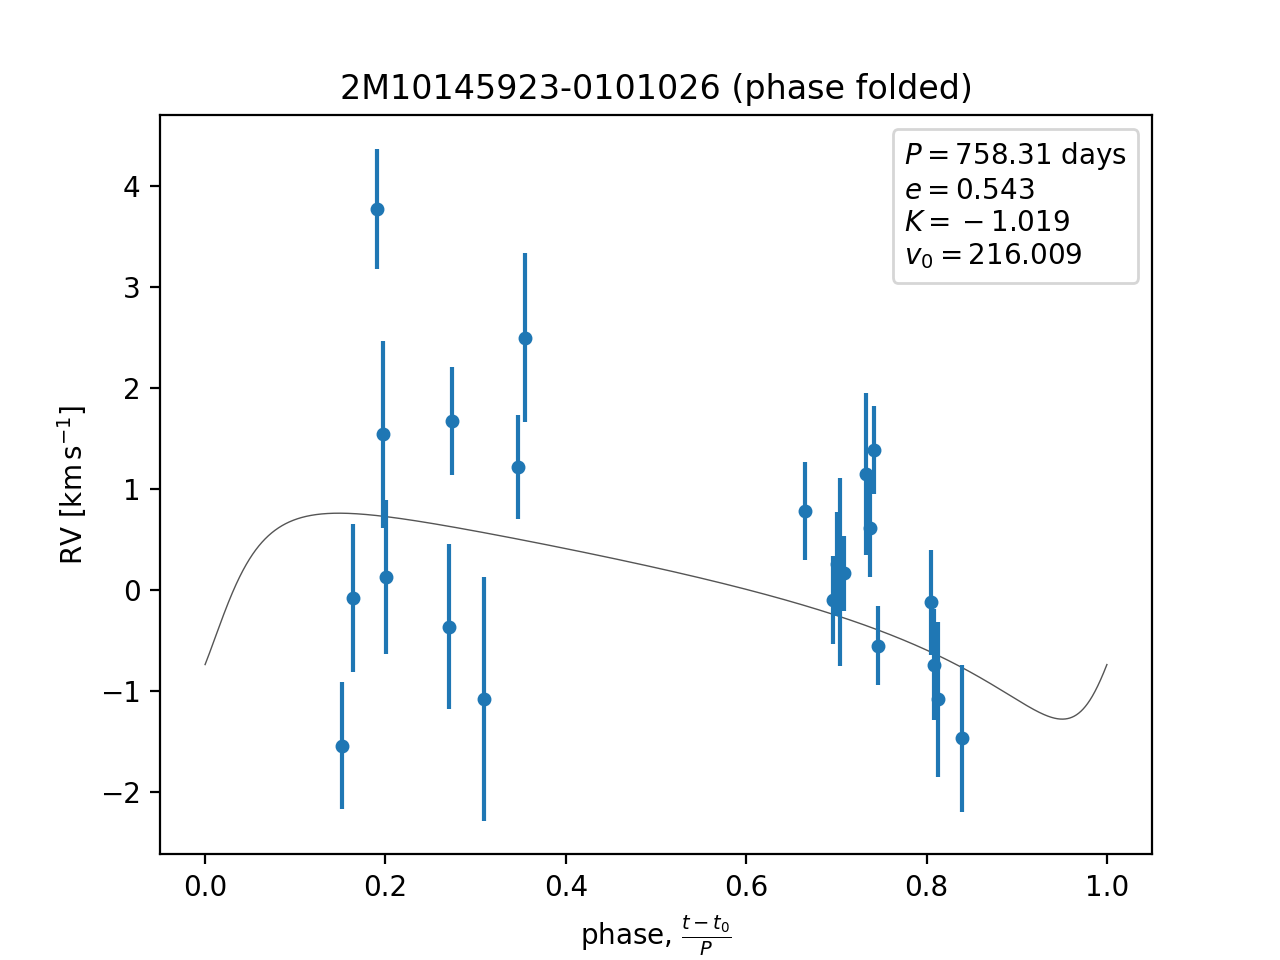 2M10145923-0101026 (phase folded)
P = 758.31 days
e = 0.543
K = −1.019
v₀ = 216.009
RV [km s⁻¹]
4
3
2
1
0
−1
−2
0.0 0.2 0.4 0.6 0.8 1.0
phase, (t − t₀)/P